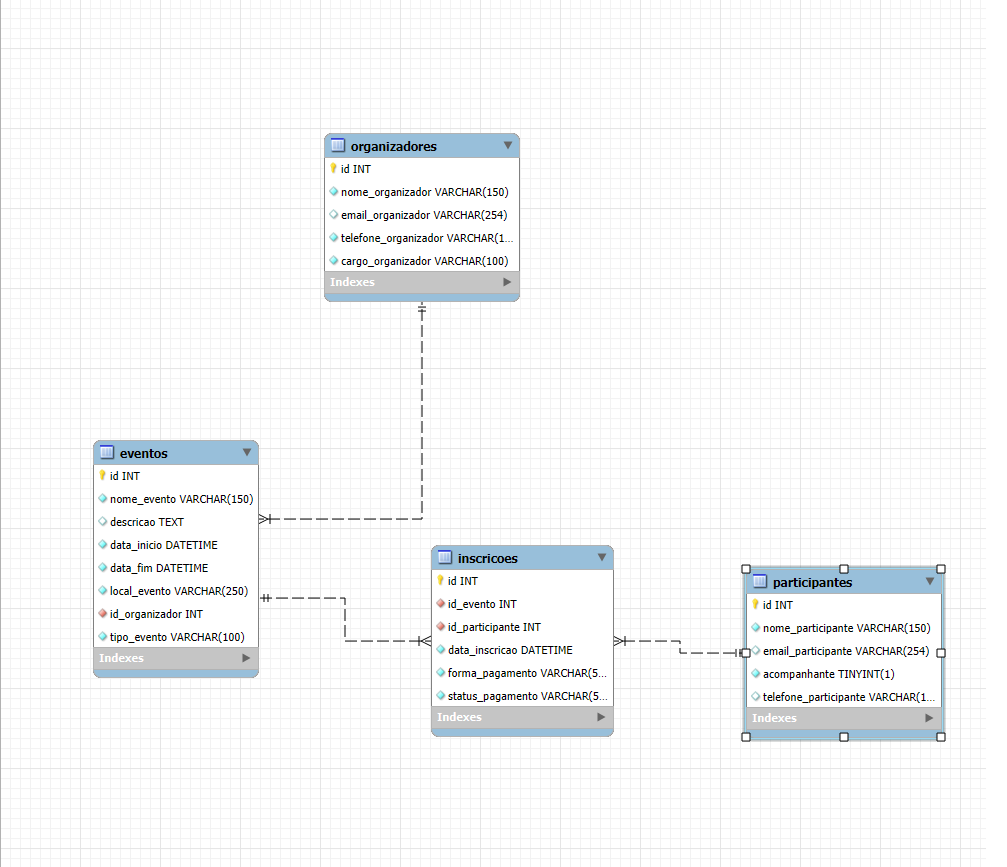 organizadores
id INT
nome_organizador VARCHAR(150)
email_organizador VARCHAR(254)
telefone_organizador VARCHAR(1...
cargo_organizador VARCHAR(100)
Indexes
eventos
id INT
nome_evento VARCHAR(150)
descricao TEXT
data_inicio DATETIME
data_fim DATETIME
local_evento VARCHAR(250)
id_organizador INT
tipo_evento VARCHAR(100)
Indexes
inscricoes
id INT
id_evento INT
id_participante INT
data_inscricao DATETIME
forma_pagamento VARCHAR(5...
status_pagamento VARCHAR(5...
Indexes
participantes
id INT
nome_participante VARCHAR(150)
email_participante VARCHAR(254)
acompanhante TINYINT(1)
telefone_participante VARCHAR(1...
Indexes